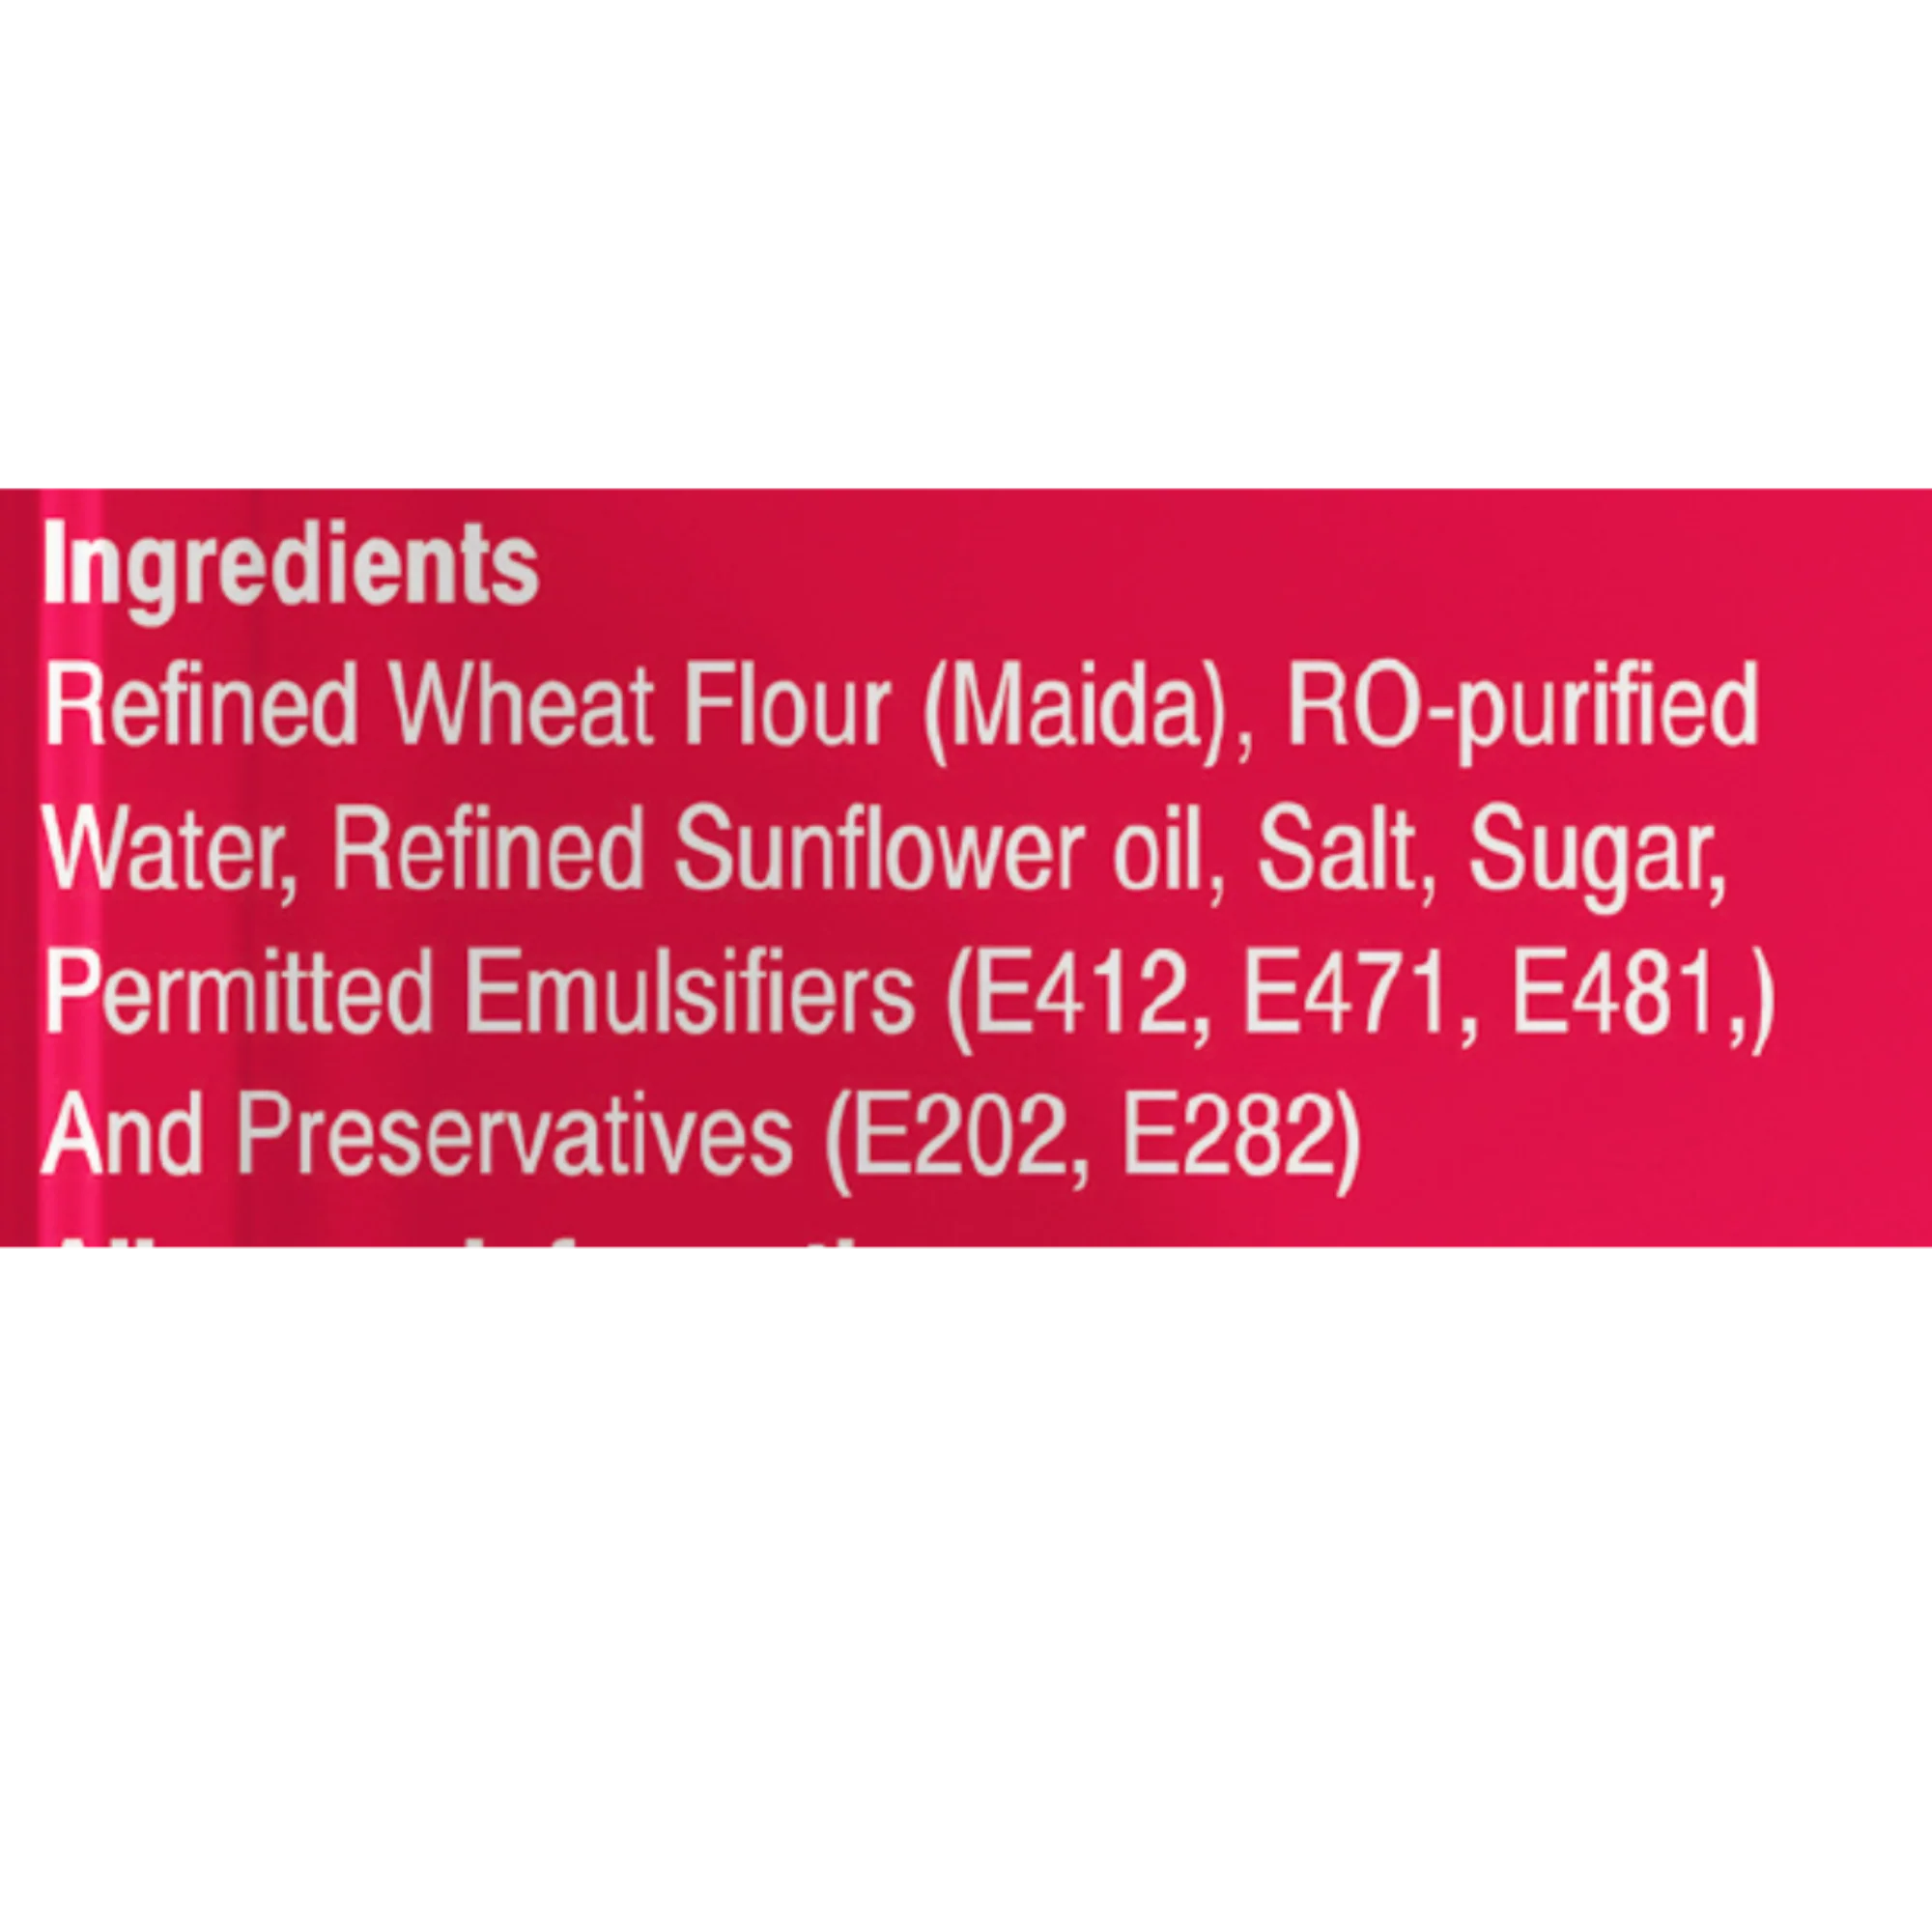 Ingredients
Refined Wheat Flour (Maida), RO-purified
Water, Refined Sunflower oil, Salt, Sugar,
Permitted Emulsifiers (E412, E471, E481,)
And Preservatives (E202, E282)